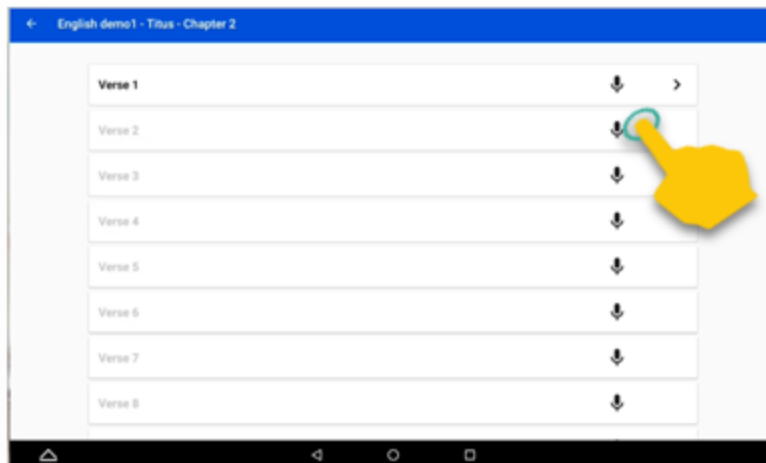 English demo1 - Titus - Chapter 2
Verse 1
Verse 2
Verse 3
Verse 4
Verse 5
Verse 6
Verse 7
Verse 8